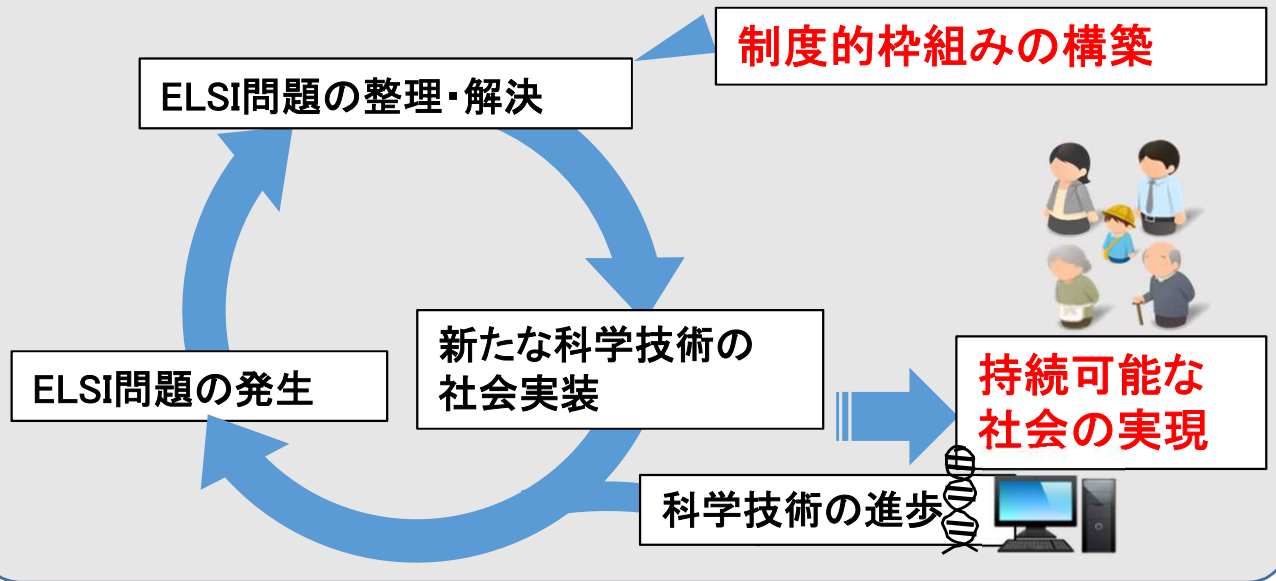 制度的枠組みの構築
ELSI問題の整理・解決
新たな科学技術の
社会実装
ELSI問題の発生
持続可能な
社会の実現
科学技術の進歩